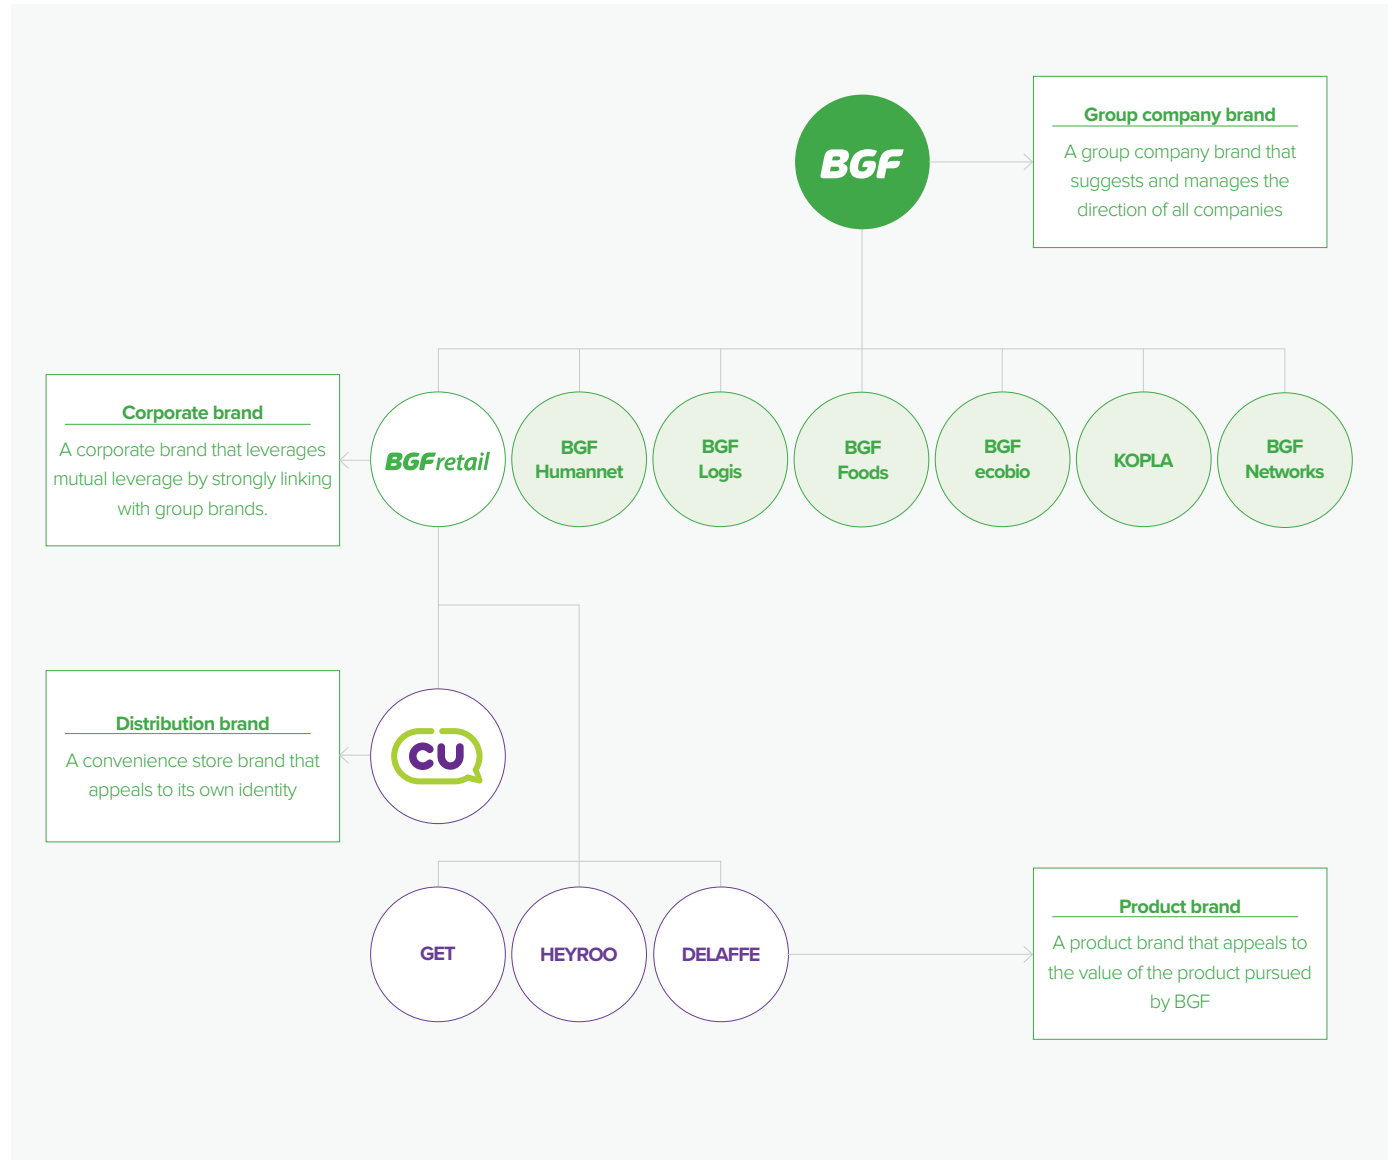 BGF
Group company brand
A group company brand that
suggests and manages the
direction of all companies
Corporate brand
A corporate brand that leverages
mutual leverage by strongly linking
with group brands.
BGFretail
BGF
Humannet
BGF
Logis
BGF
Foods
BGF
ecobio
KOPLA
BGF
Networks
Distribution brand
A convenience store brand that
appeals to its own identity
CU
GET
HEYROO
DELAFFE
Product brand
A product brand that appeals to
the value of the product pursued
by BGF